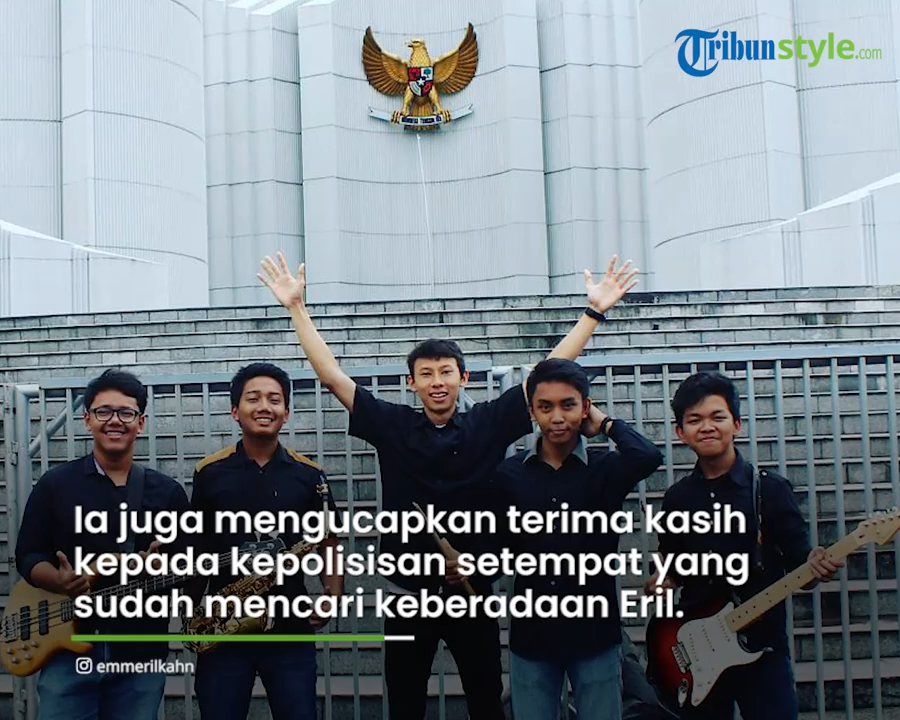 Tribunstyle.com
Ia juga mengucapkan terima kasih
kepada kepolisisan setempat yang
sudah mencari keberadaan Eril.
emmerilkahn